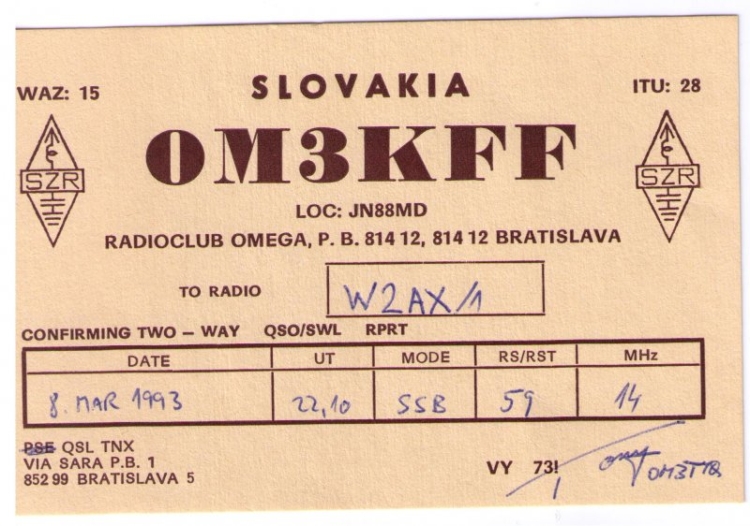 WAZ: 15 SLOVAKIA ITU: 28
OM3KFF
SZR SZR
LOC: JN88MD
RADIOCLUB OMEGA, P. B. 814 12, 814 12 BRATISLAVA
TO RADIO W2AX/1
CONFIRMING TWO – WAY QSO/SWL RPRT
DATE UT MODE RS/RST MHz
8. MAR 1993 22,10 SSB 59 14
PSE QSL TNX
VIA SARA P.B. 1 VY 73!
852 99 BRATISLAVA 5 OM3TYQ